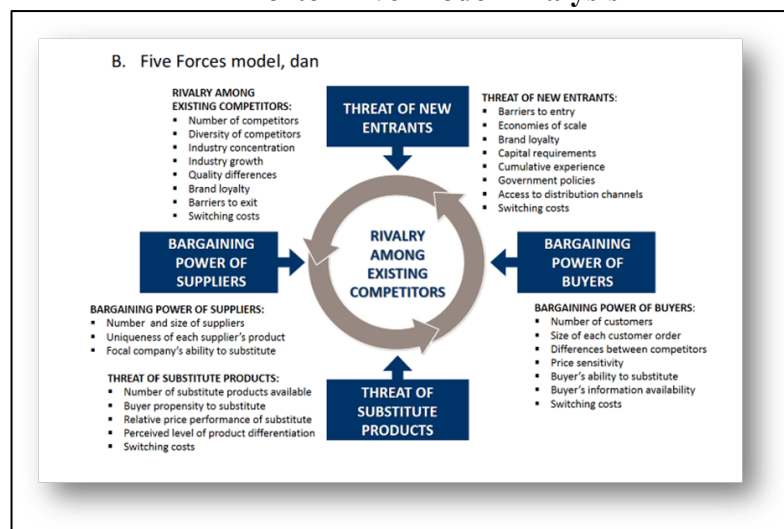 B. Five Forces model, dan
RIVALRY AMONG
EXISTING COMPETITORS:
▪ Number of competitors
▪ Diversity of competitors
▪ Industry concentration
▪ Industry growth
▪ Quality differences
▪ Brand loyalty
▪ Barriers to exit
▪ Switching costs
THREAT OF NEW
ENTRANTS
THREAT OF NEW ENTRANTS:
▪ Barriers to entry
▪ Economies of scale
▪ Brand loyalty
▪ Capital requirements
▪ Cumulative experience
▪ Government policies
▪ Access to distribution channels
▪ Switching costs
BARGAINING
POWER OF
SUPPLIERS
RIVALRY
AMONG
EXISTING
COMPETITORS
BARGAINING
POWER OF
BUYERS
BARGAINING POWER OF SUPPLIERS:
▪ Number and size of suppliers
▪ Uniqueness of each supplier's product
▪ Focal company's ability to substitute
BARGAINING POWER OF BUYERS:
▪ Number of customers
▪ Size of each customer order
▪ Differences between competitors
▪ Price sensitivity
▪ Buyer's ability to substitute
▪ Buyer's information availability
▪ Switching costs
THREAT OF SUBSTITUTE PRODUCTS:
▪ Number of substitute products available
▪ Buyer propensity to substitute
▪ Relative price performance of substitute
▪ Perceived level of product differentiation
▪ Switching costs
THREAT OF
SUBSTITUTE
PRODUCTS